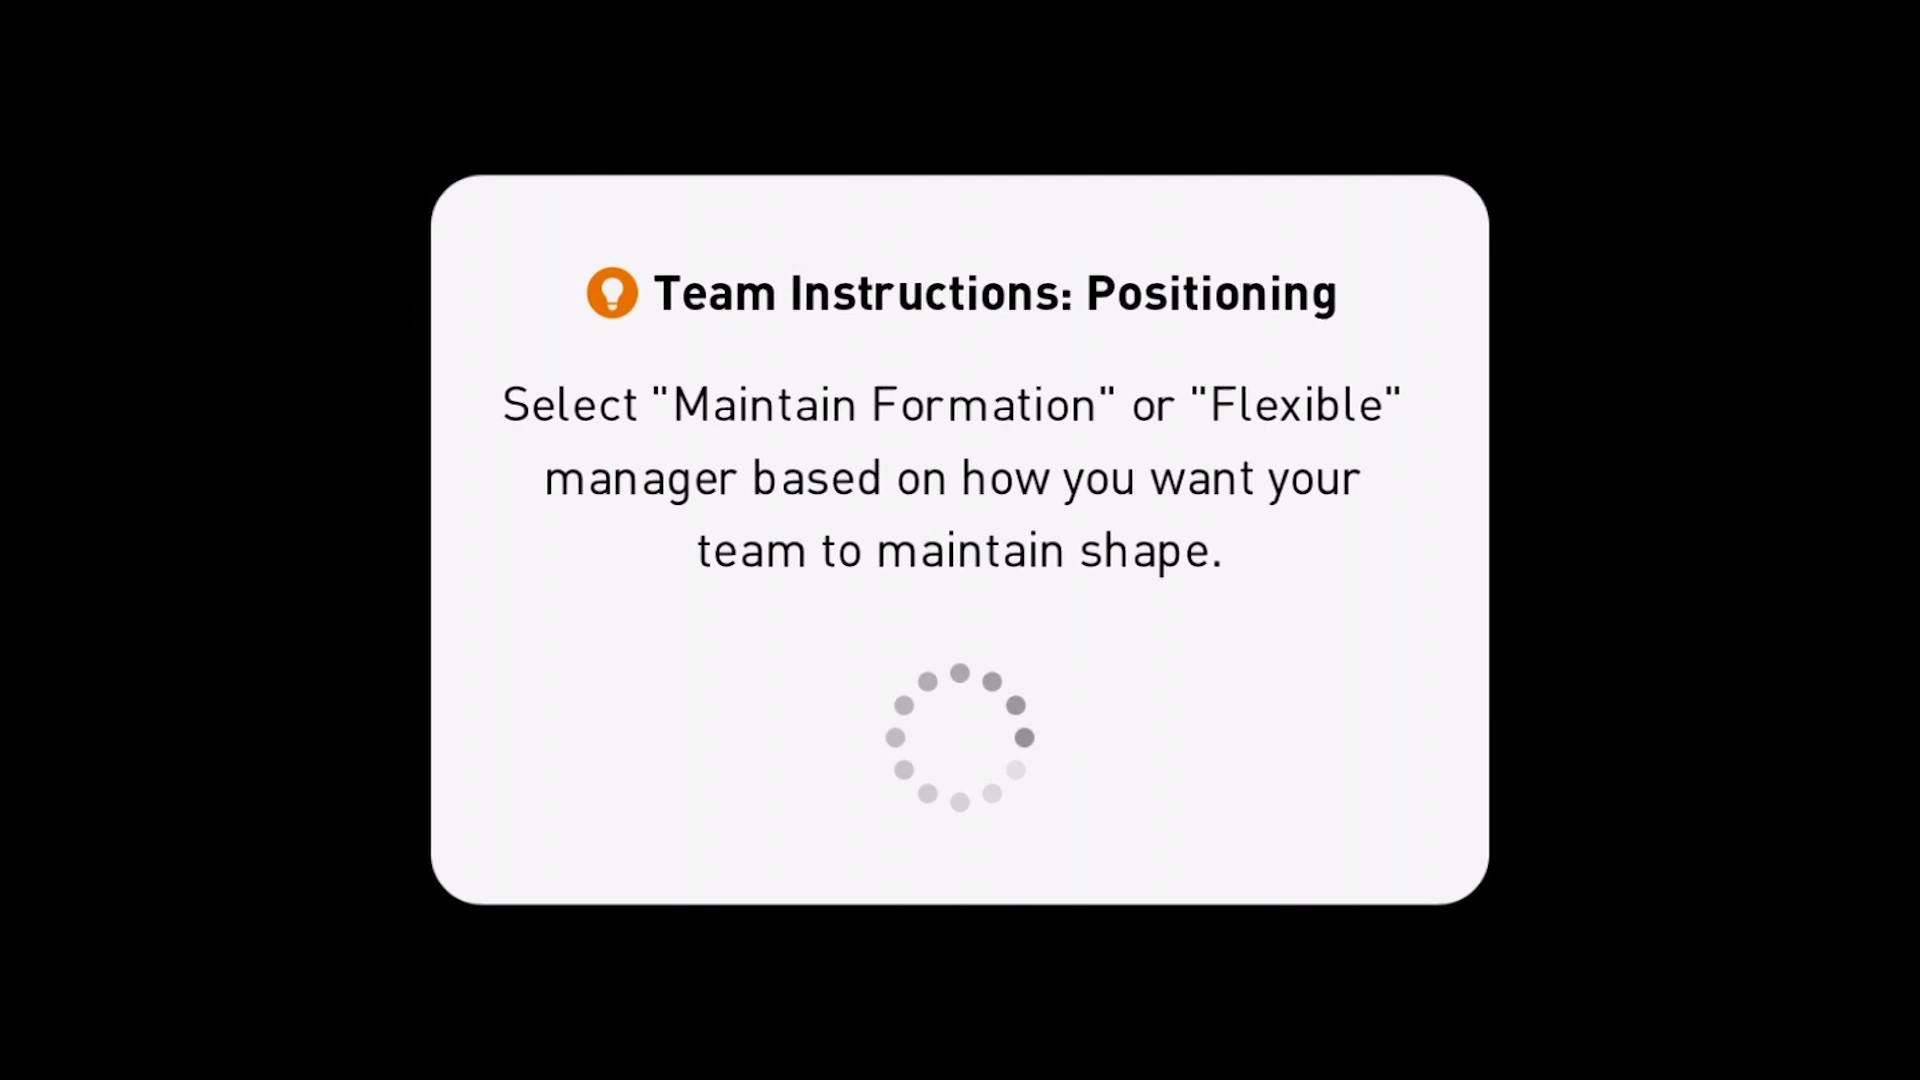 Team Instructions: Positioning
Select "Maintain Formation" or "Flexible"
manager based on how you want your
team to maintain shape.